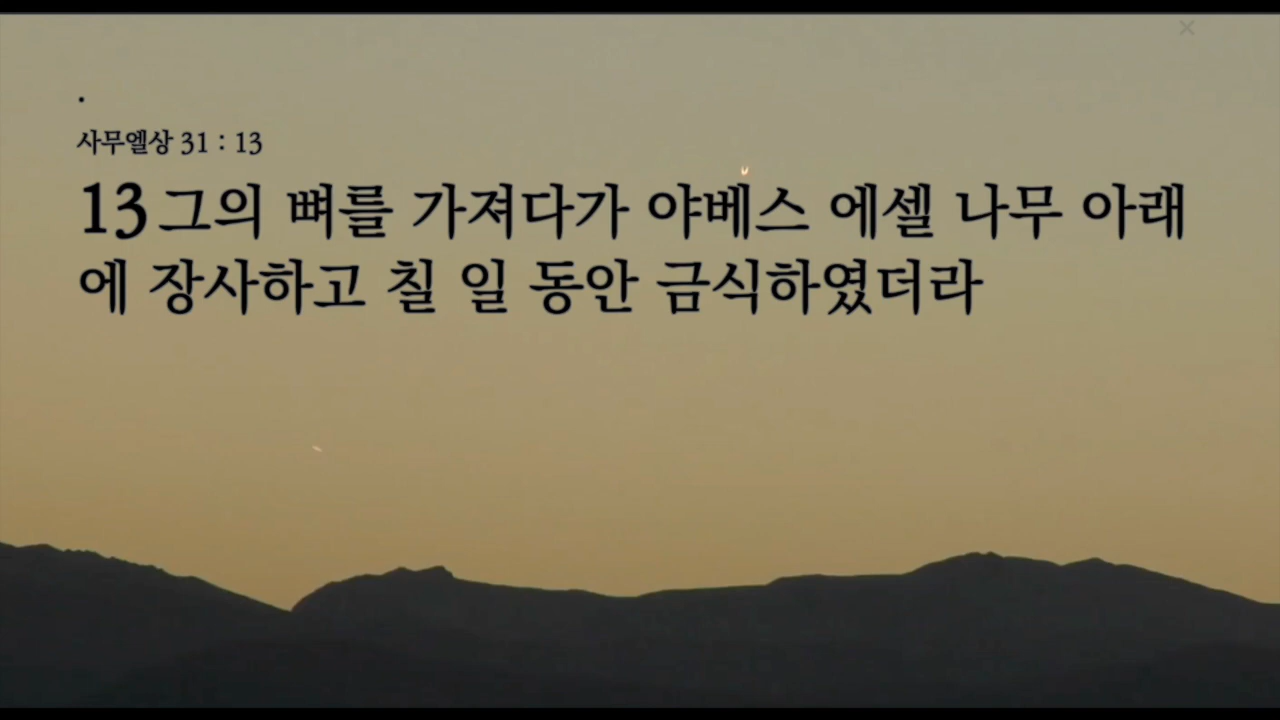 사무엘상 31 : 13
13 그의 뼈를 가져다가 야베스 에셀 나무 아래
에 장사하고 칠 일 동안 금식하였더라